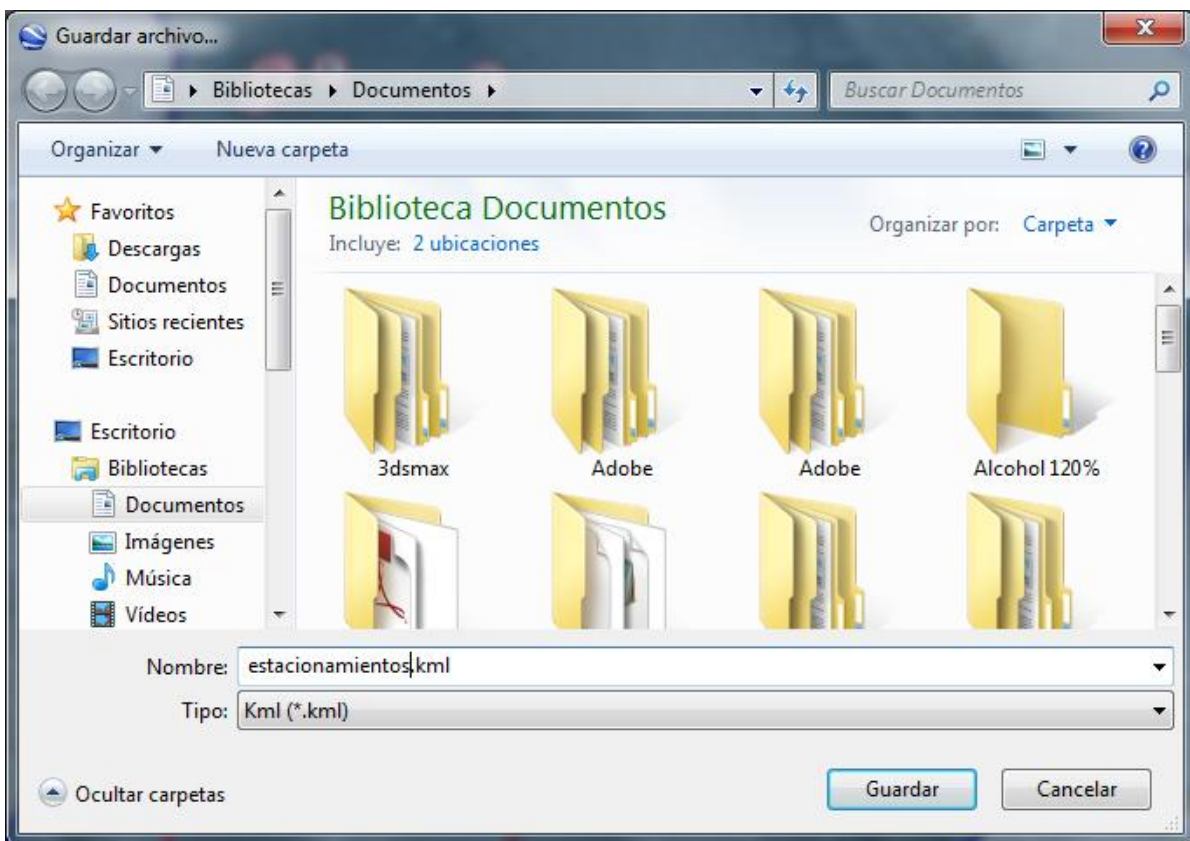 Guardar archivo...
Bibliotecas Documentos
Buscar Documentos
Organizar Nueva carpeta
Favoritos
Descargas
Documentos
Sitios recientes
Escritorio
Escritorio
Bibliotecas
Documentos
Imágenes
Música
Vídeos
Biblioteca Documentos
Incluye: 2 ubicaciones
Organizar por: Carpeta
3dsmax Adobe Adobe Alcohol 120%
Nombre: estacionamientos.kml
Tipo: Kml (*.kml)
Ocultar carpetas
Guardar Cancelar